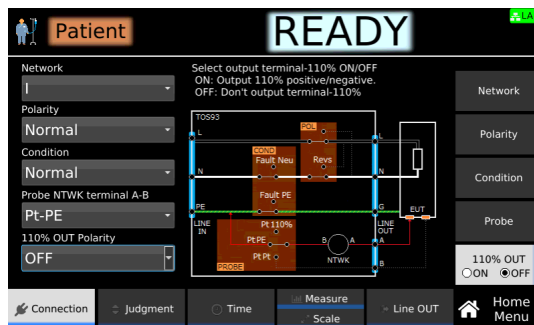 Patient
READY
LA
Network
I
Polarity
Normal
Condition
Normal
Probe NTWK terminal A-B
Pt-PE
110% OUT Polarity
OFF
Select output terminal-110% ON/OFF
ON: Output 110% positive/negative.
OFF: Don't output terminal-110%
TOS93
L
POL
L
COND
Fault Neu
Revs
N
N
Fault PE
PE
G
EUT
LINE
IN
Pt110%
LINE
OUT
PtPE
B
A
A
PtPt
NTWK
PROBE
B
Network
Polarity
Condition
Probe
110% OUT
ON OFF
Connection
Judgment
Time
Measure
Scale
Line OUT
Home
Menu